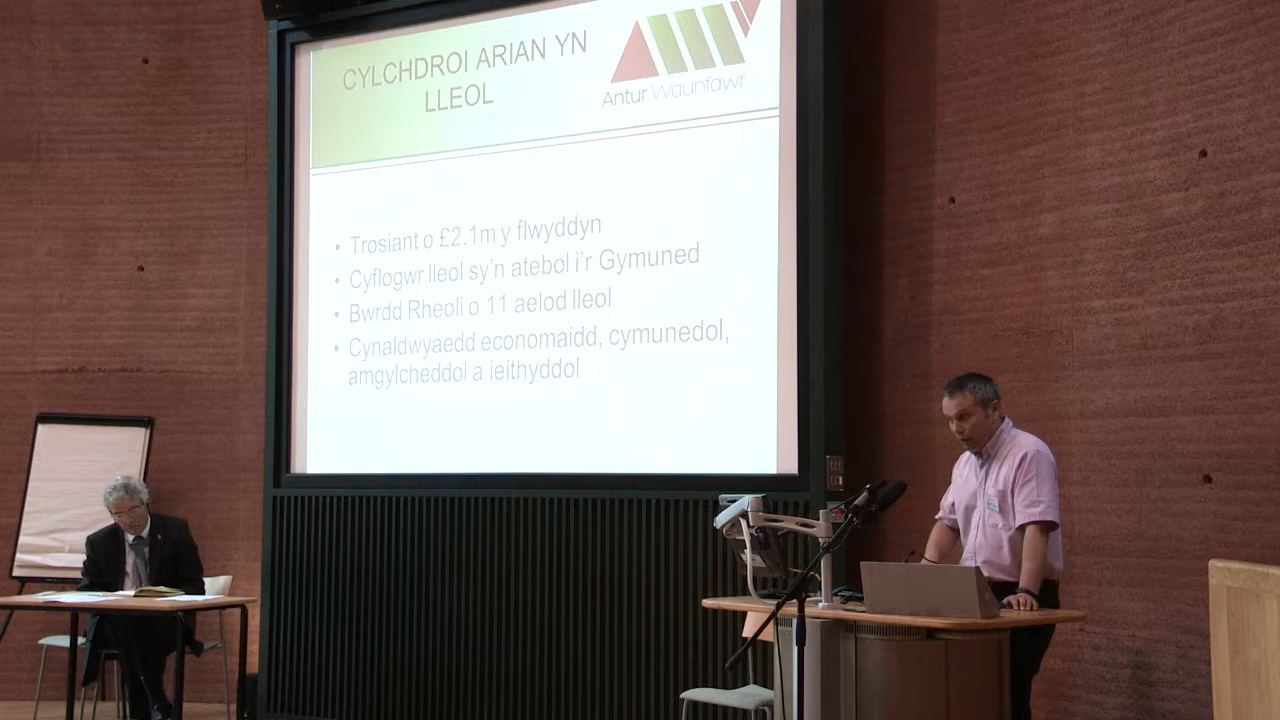 CYLCHDROI ARIAN YN
LLEOL
Antur Waunfawr
• Trosiant o £2.1m y flwyddyn
• Cyflogwr lleol sy'n atebol i'r Gymuned
• Bwrdd Rheoli o 11 aelod lleol
• Cynaldwyaedd economaidd, cymunedol,
amgylcheddol a ieithyddol